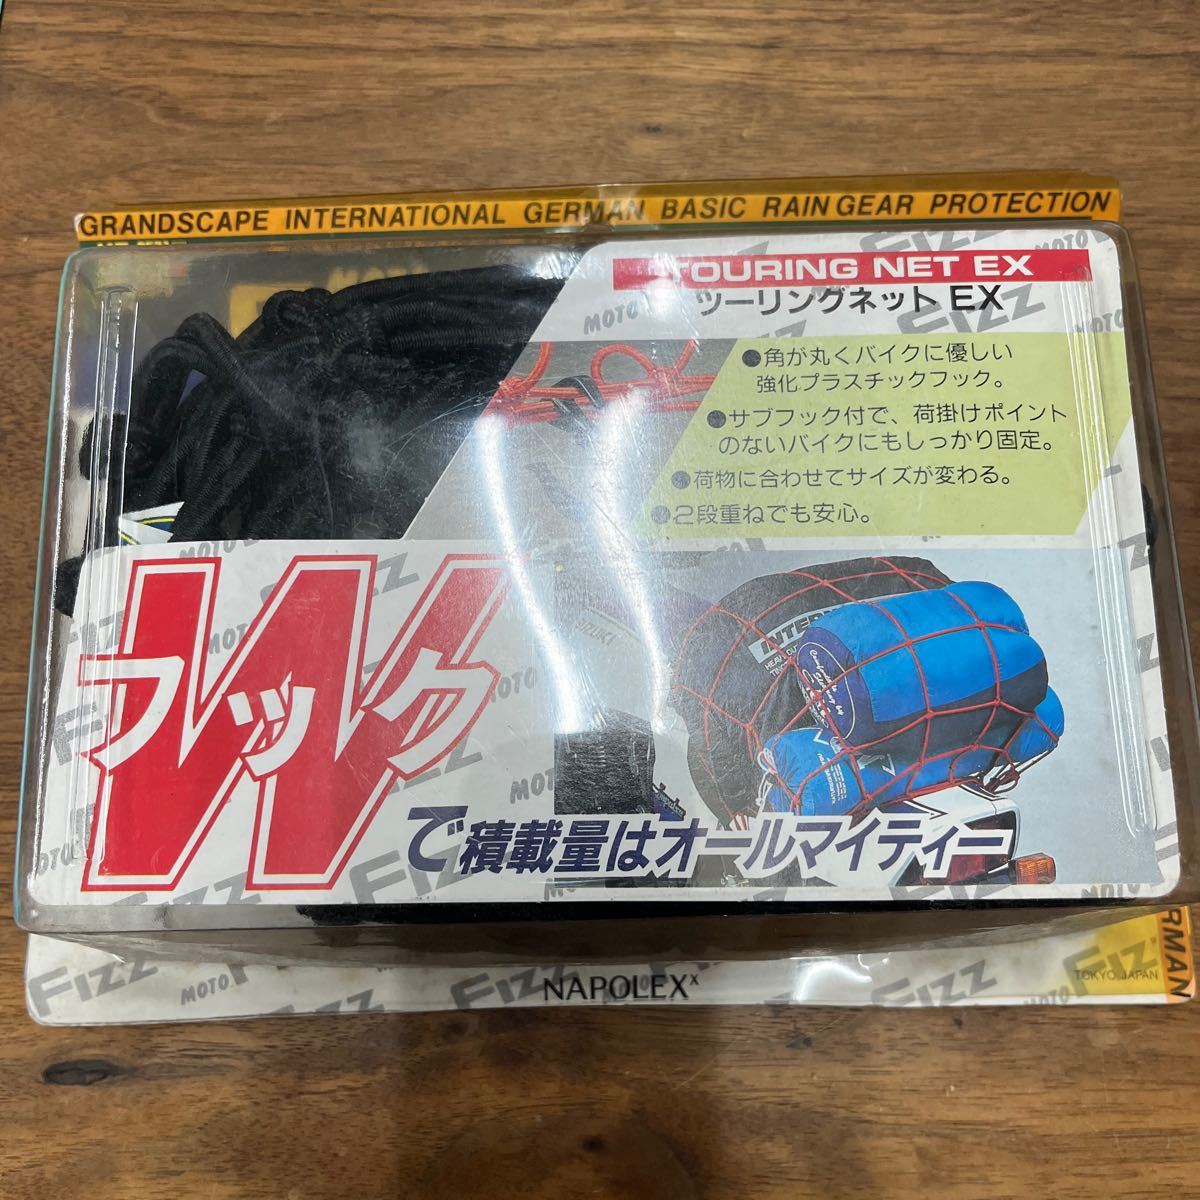 GRANDSCAPE INTERNATIONAL GERMAN BASIC RAIN GEAR PROTECTION
TOURING NET EX
ツーリングネット EX
●角が丸くバイクに優しい
強化プラスチックフック。
●サブフック付で、荷掛けポイント
のないバイクにもしっかり固定。
●荷物に合わせてサイズが変わる。
●2段重ねでも安心。
Wフック
で積載量はオールマイティー
MOTO FIZZ
NAPOLEX
TOKYO. JAPAN
RMAN